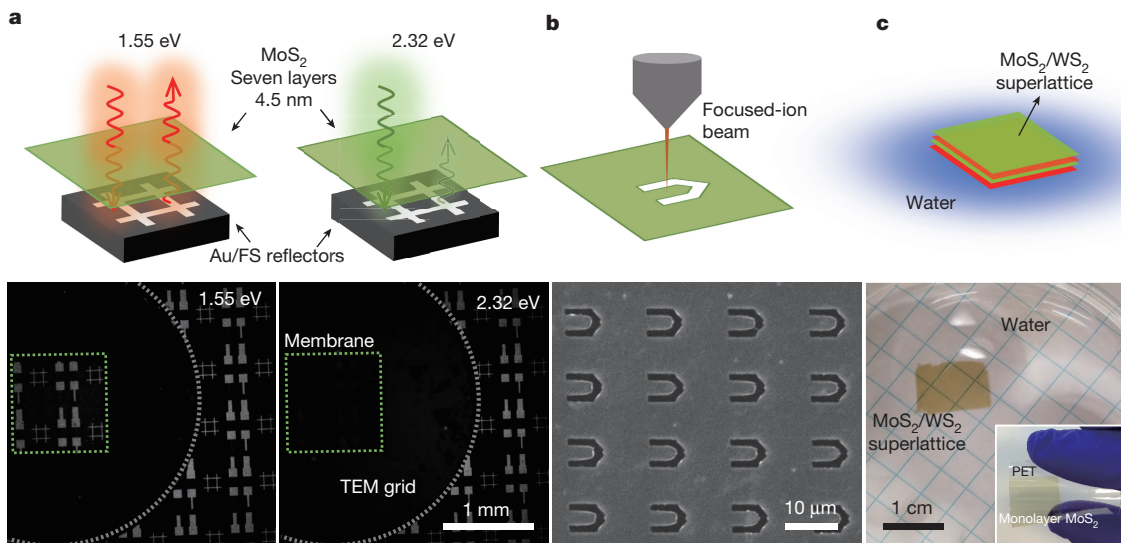 a
1.55 eV
MoS2
Seven layers
4.5 nm
2.32 eV
Au/FS reflectors
b
Focused-ion
beam
c
MoS2/WS2
superlattice
Water
1.55 eV
2.32 eV
Membrane
TEM grid
1 mm
10 μm
Water
MoS2/WS2
superlattice
1 cm
PET
Monolayer MoS2